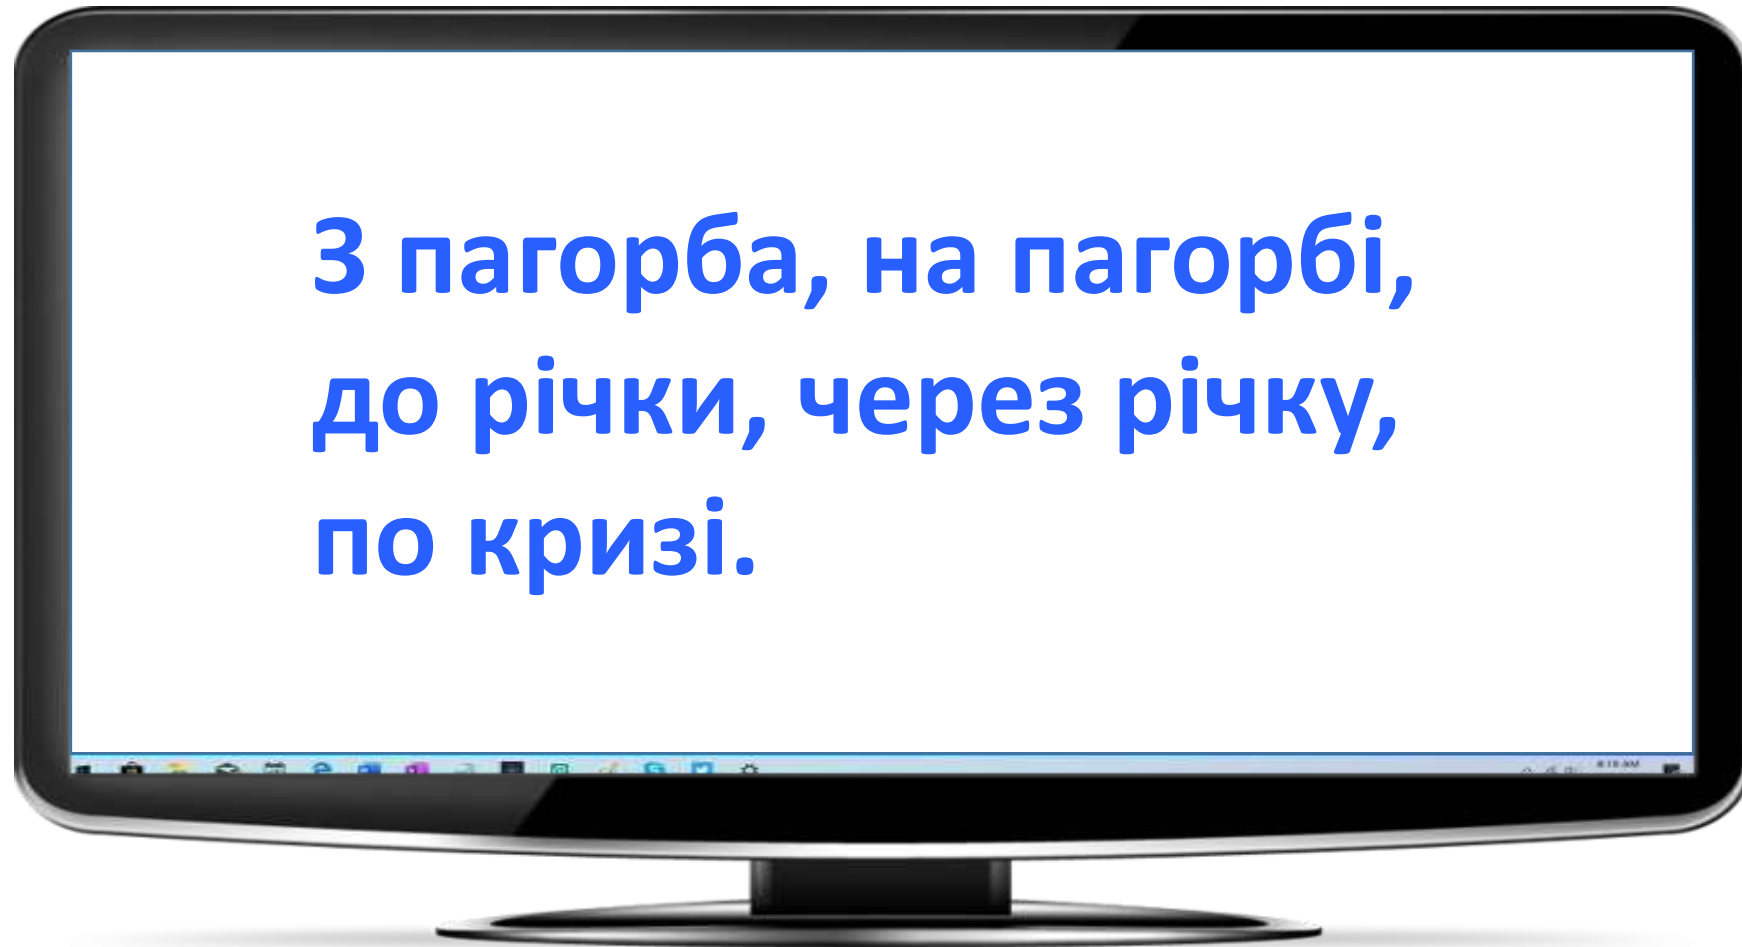 З пагорба, на пагорбі,
до річки, через річку,
по кризі.